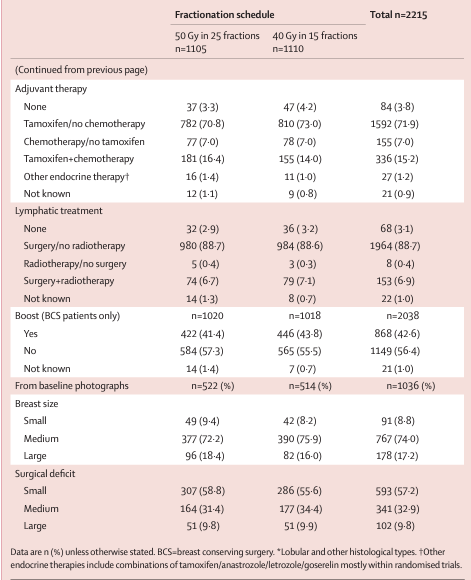 Fractionation schedule Total n=2215
50 Gy in 25 fractions 40 Gy in 15 fractions
n=1105 n=1110
(Continued from previous page)
Adjuvant therapy
None 37 (3·3) 47 (4·2) 84 (3·8)
Tamoxifen/no chemotherapy 782 (70·8) 810 (73·0) 1592 (71·9)
Chemotherapy/no tamoxifen 77 (7·0) 78 (7·0) 155 (7·0)
Tamoxifen+chemotherapy 181 (16·4) 155 (14·0) 336 (15·2)
Other endocrine therapy† 16 (1·4) 11 (1·0) 27 (1·2)
Not known 12 (1·1) 9 (0·8) 21 (0·9)
Lymphatic treatment
None 32 (2·9) 36 ( 3·2) 68 (3·1)
Surgery/no radiotherapy 980 (88·7) 984 (88·6) 1964 (88·7)
Radiotherapy/no surgery 5 (0·4) 3 (0·3) 8 (0·4)
Surgery+radiotherapy 74 (6·7) 79 (7·1) 153 (6·9)
Not known 14 (1·3) 8 (0·7) 22 (1·0)
Boost (BCS patients only) n=1020 n=1018 n=2038
Yes 422 (41·4) 446 (43·8) 868 (42·6)
No 584 (57·3) 565 (55·5) 1149 (56·4)
Not known 14 (1·4) 7 (0·7) 21 (1·0)
From baseline photographs n=522 (%) n=514 (%) n=1036 (%)
Breast size
Small 49 (9·4) 42 (8·2) 91 (8·8)
Medium 377 (72·2) 390 (75·9) 767 (74·0)
Large 96 (18·4) 82 (16·0) 178 (17·2)
Surgical deficit
Small 307 (58·8) 286 (55·6) 593 (57·2)
Medium 164 (31·4) 177 (34·4) 341 (32·9)
Large 51 (9·8) 51 (9·9) 102 (9·8)
Data are n (%) unless otherwise stated. BCS=breast conserving surgery. *Lobular and other histological types. †Other
endocrine therapies include combinations of tamoxifen/anastrozole/letrozole/goserelin mostly within randomised trials.